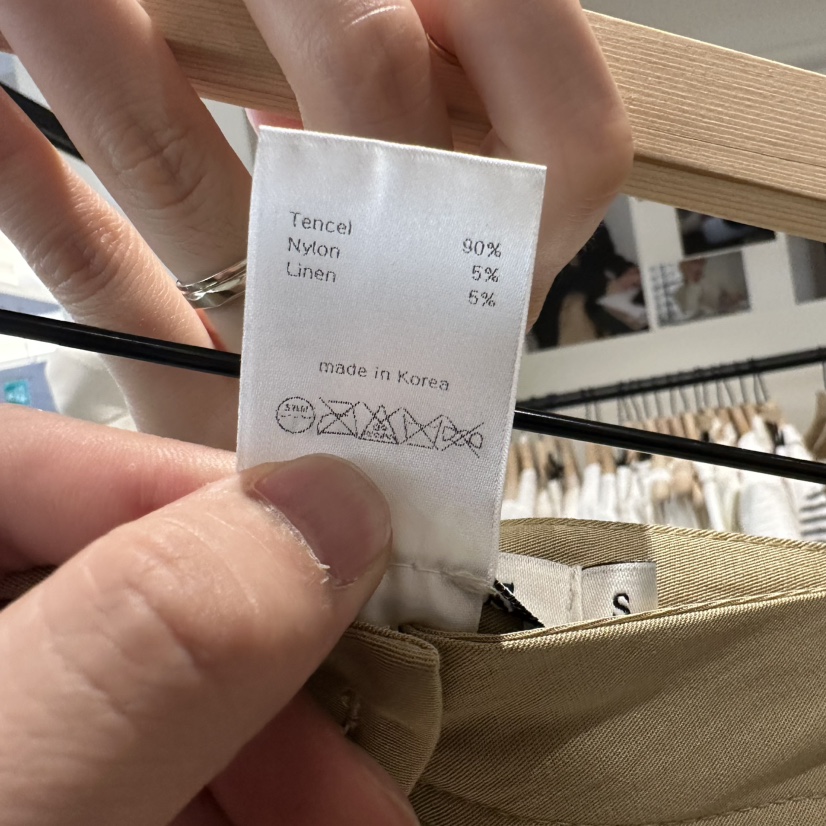 Tencel 90%
Nylon 5%
Linen 5%
made in Korea
S